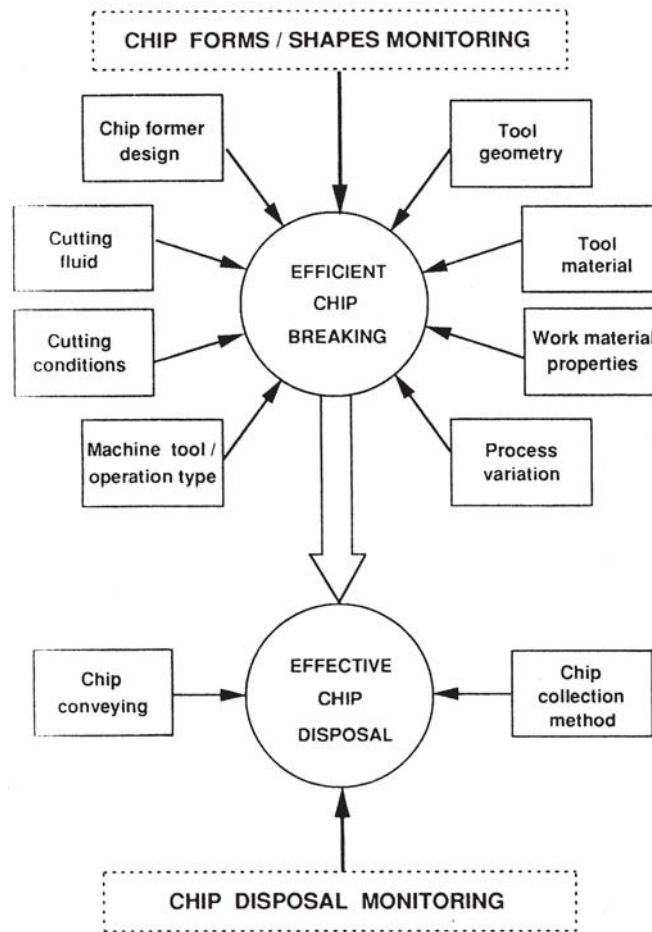 CHIP FORMS / SHAPES MONITORING
Chip former
design
Tool
geometry
Cutting
fluid
EFFICIENT
CHIP
BREAKING
Tool
material
Cutting
conditions
Work material
properties
Machine tool /
operation type
Process
variation
Chip
conveying
EFFECTIVE
CHIP
DISPOSAL
Chip
collection
method
CHIP DISPOSAL MONITORING